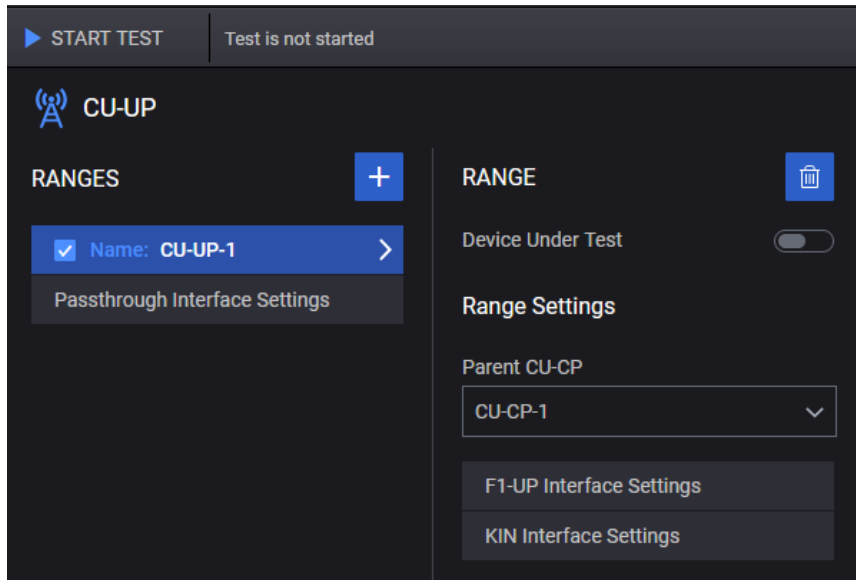 START TEST
Test is not started
CU-UP
RANGES
Name: CU-UP-1
Passthrough Interface Settings
RANGE
Device Under Test
Range Settings
Parent CU-CP
CU-CP-1
F1-UP Interface Settings
KIN Interface Settings